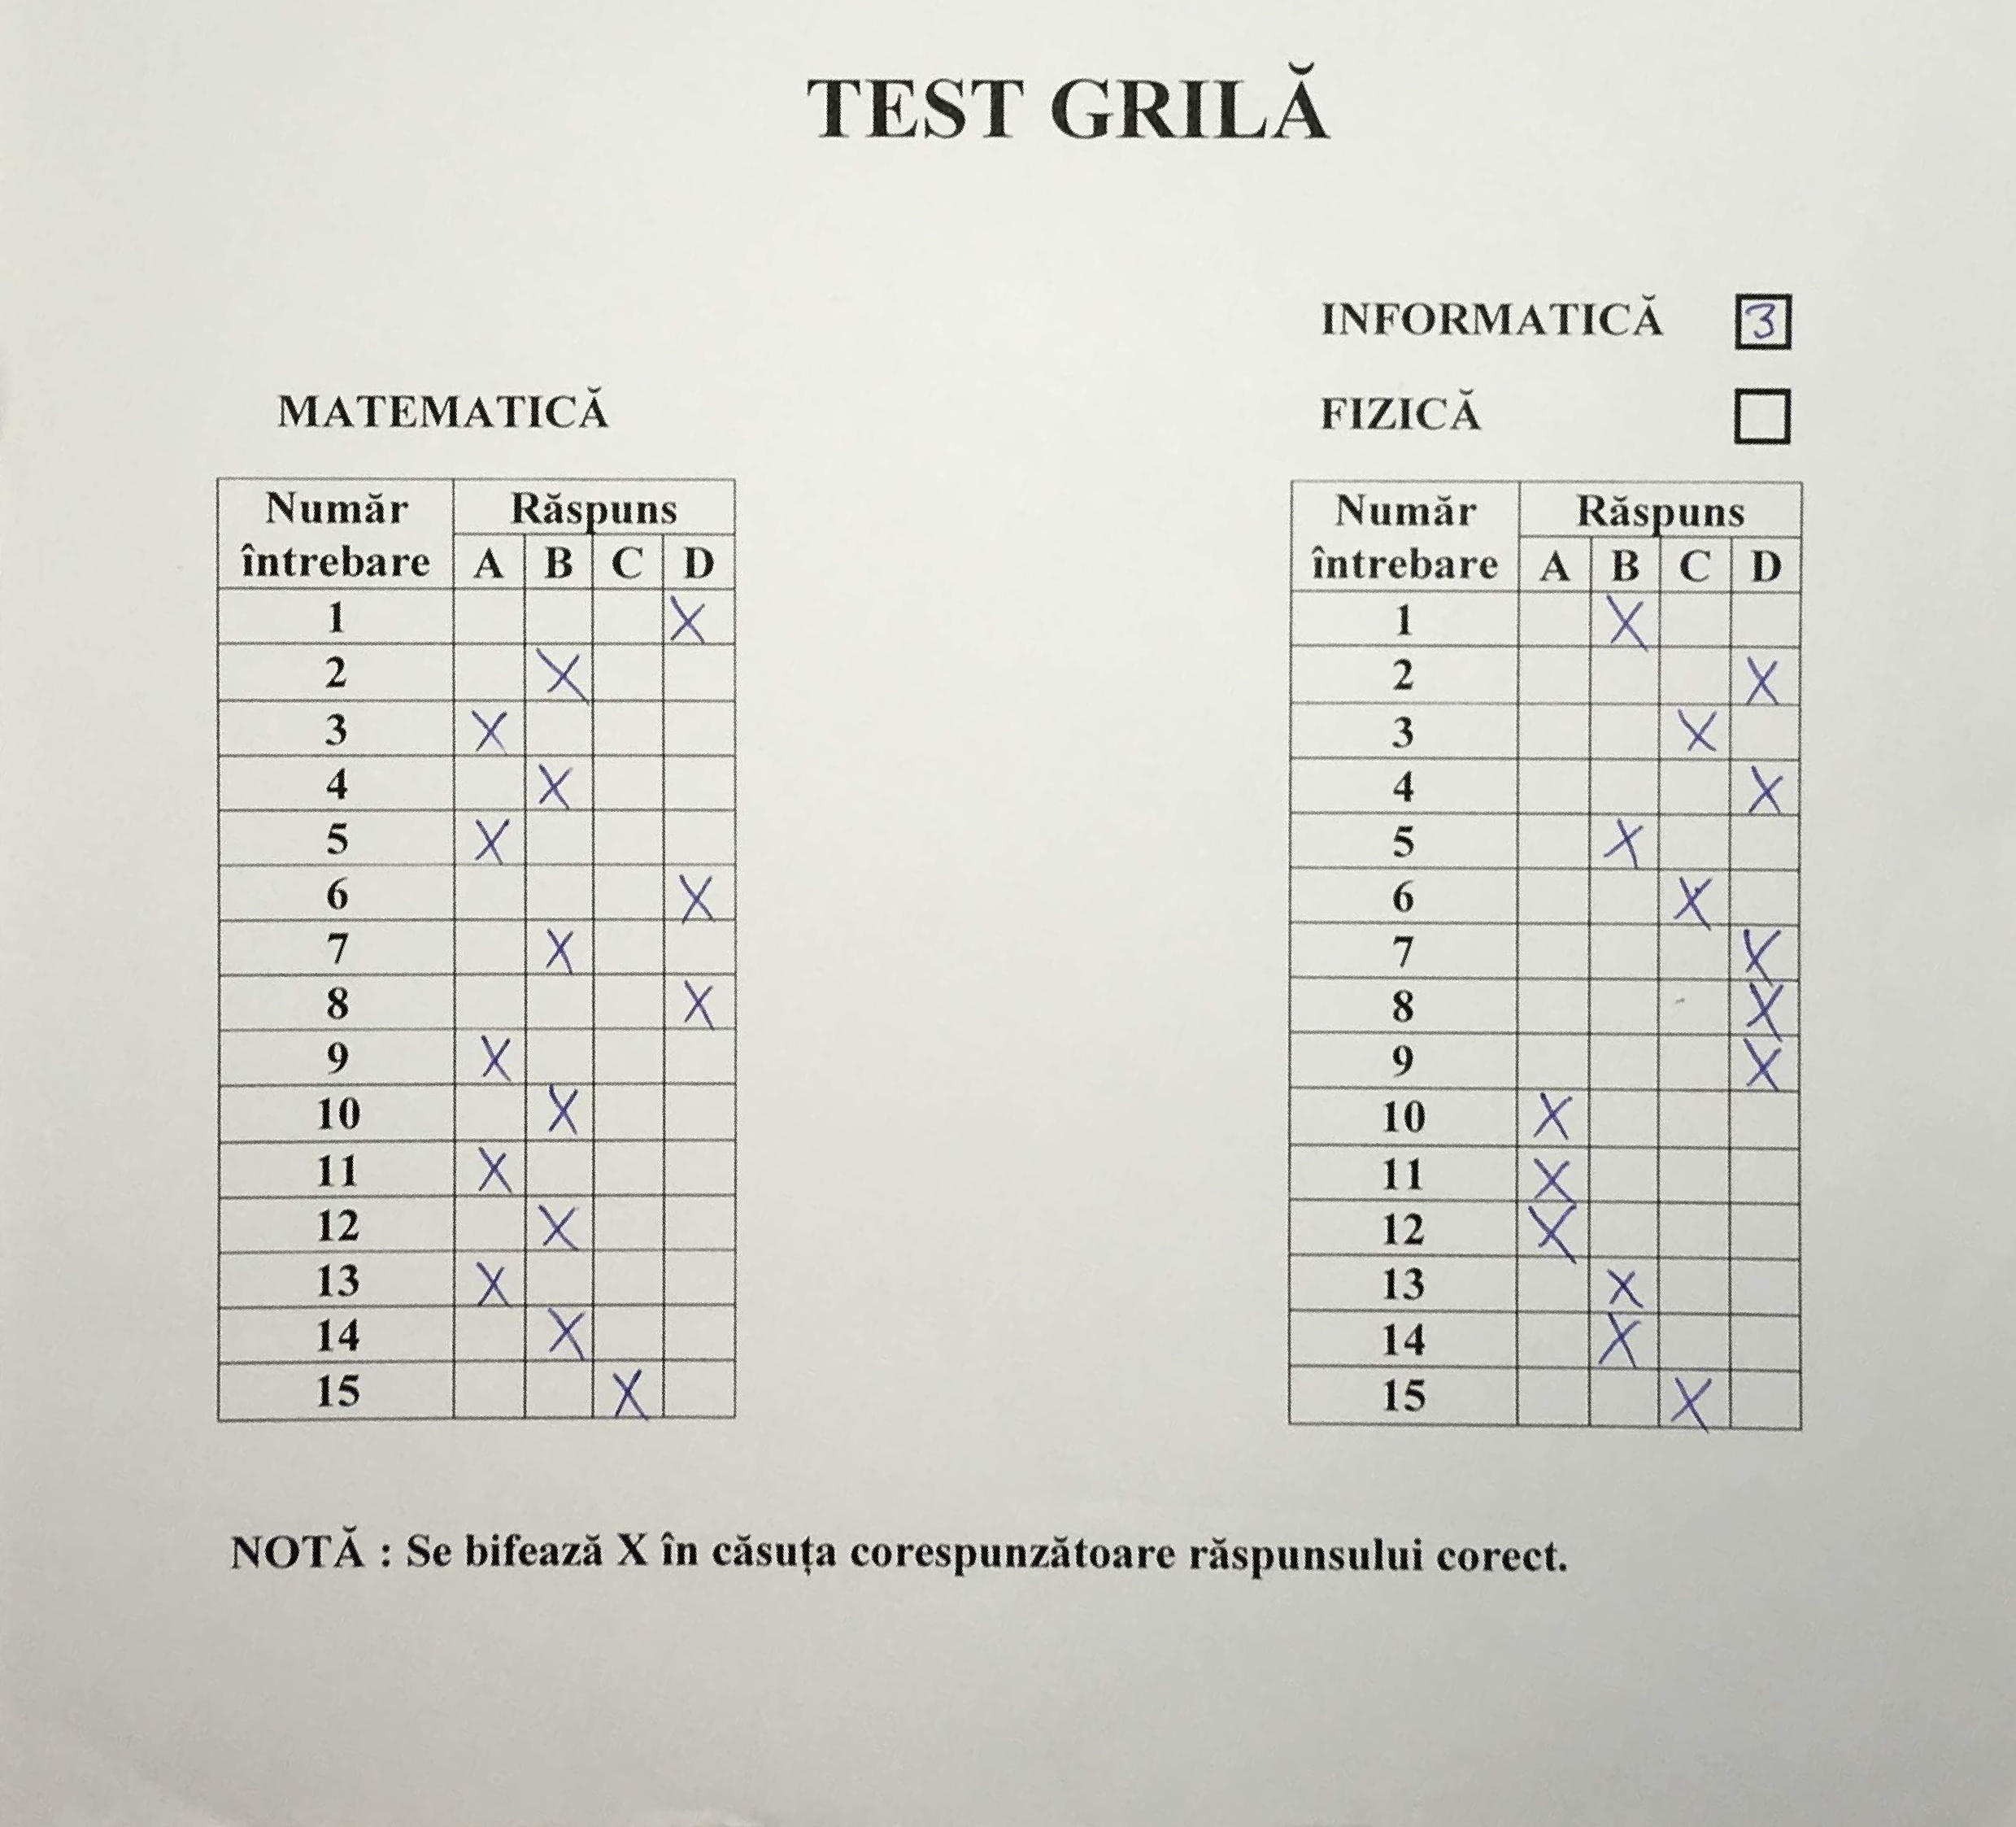 TEST GRILĂ
INFORMATICĂ 3
MATEMATICĂ
FIZICĂ
Număr întrebare Răspuns
A B C D
1 X
2 X
3 X
4 X
5 X
6 X
7 X
8 X
9 X
10 X
11 X
12 X
13 X
14 X
15 X
Număr întrebare Răspuns
A B C D
1 X
2 X
3 X
4 X
5 X
6 X
7 X
8 X
9 X
10 X
11 X
12 X
13 X
14 X
15 X
NOTĂ : Se bifează X în căsuța corespunzătoare răspunsului corect.